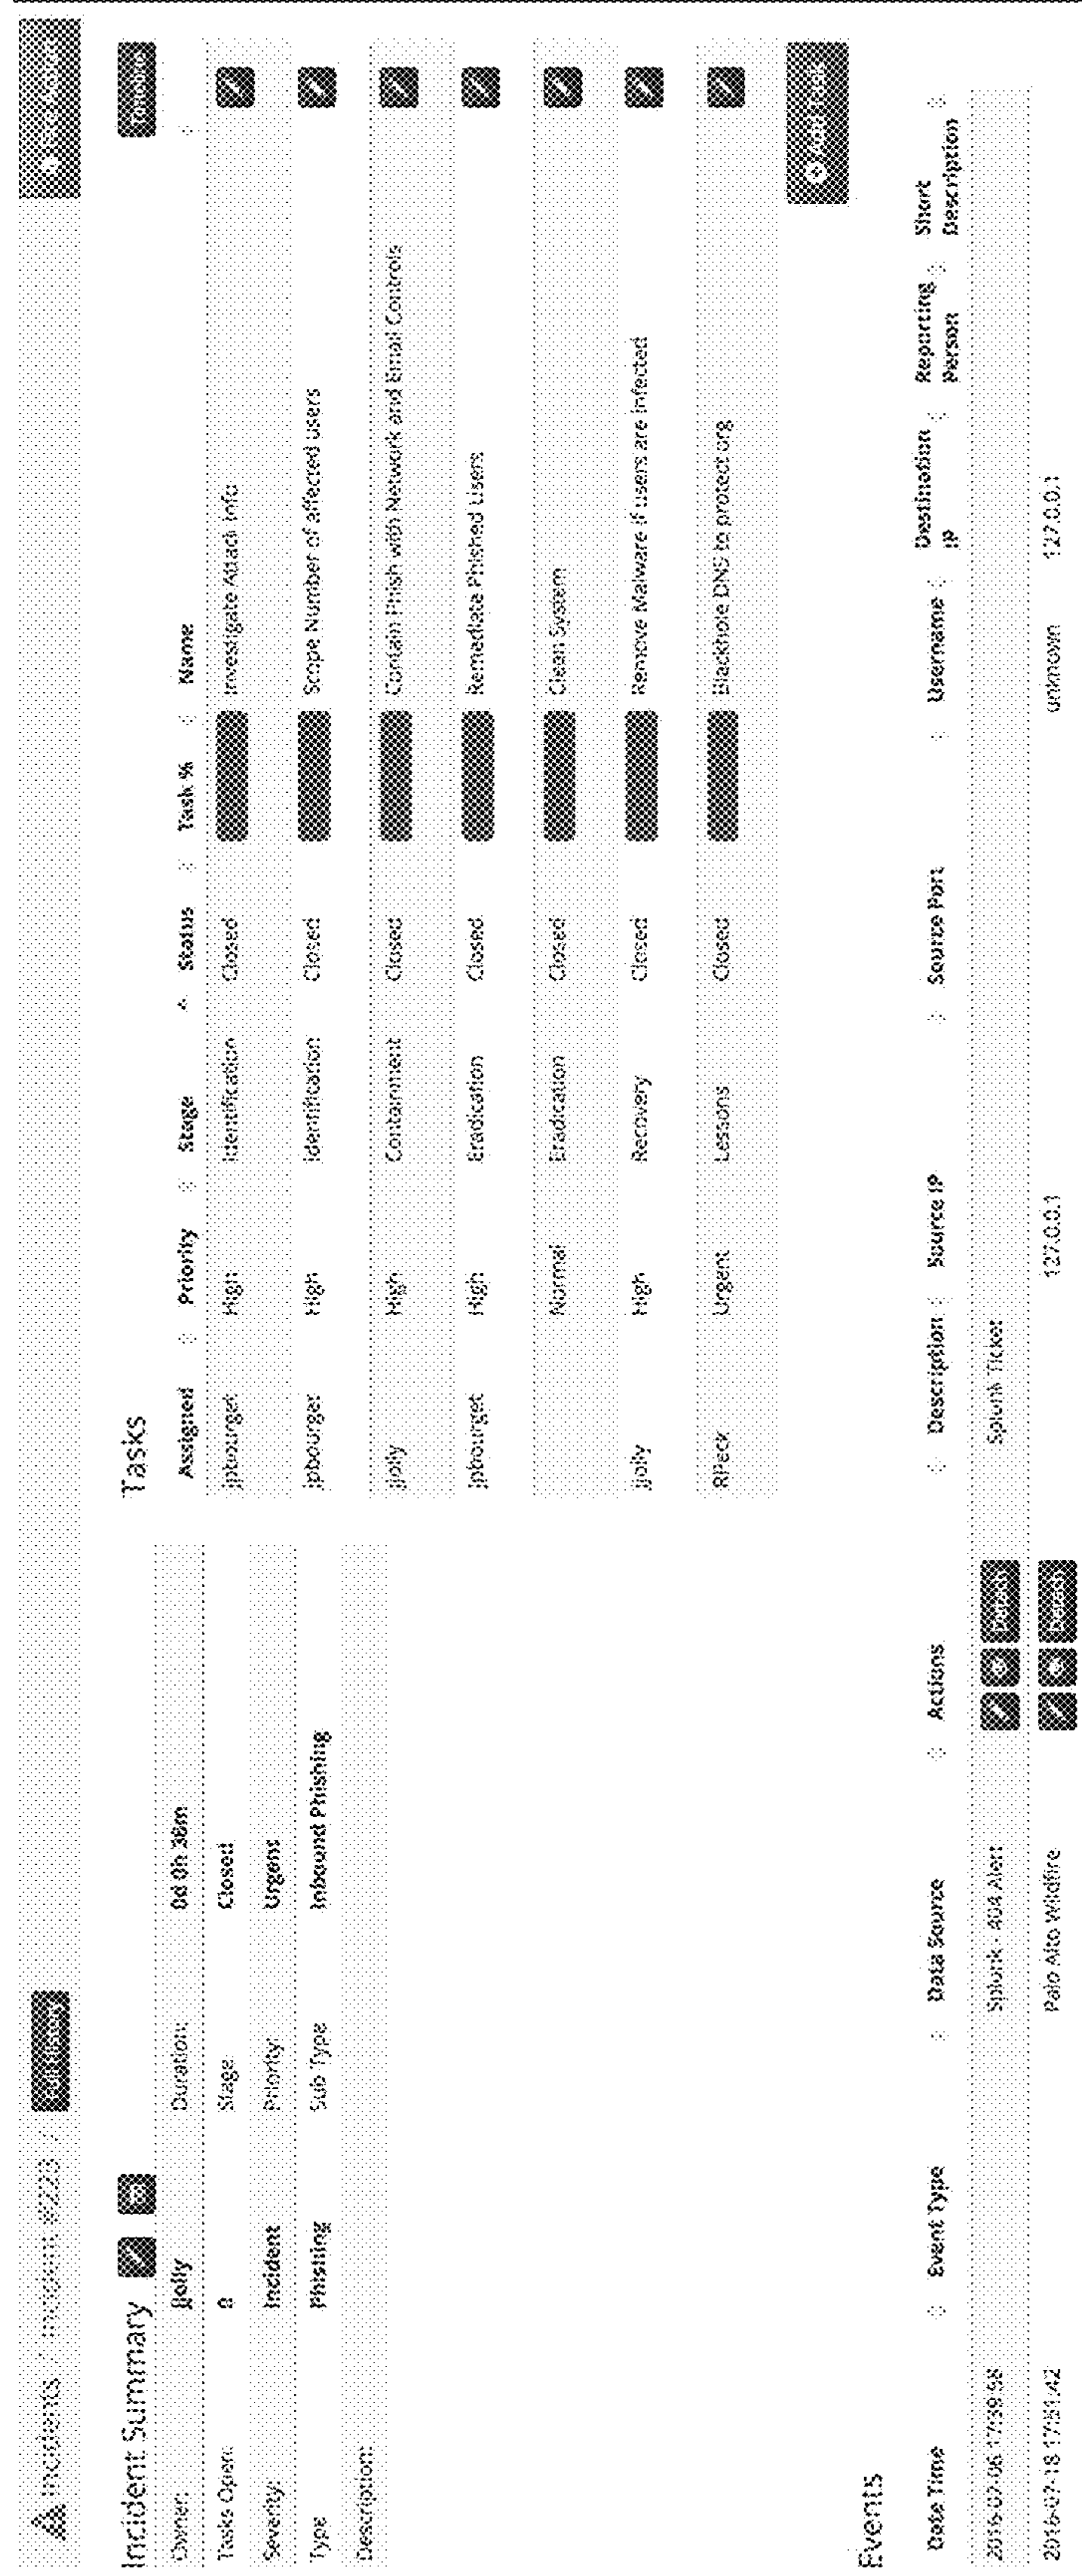 Incidents / Incident #223 /
Incident Summary
Owner: jjolly Duration: 0d 0h 36m
Tasks Open: 0 Stage: Closed
Severity: Incident Priority: Urgent
Type Phishing Sub Type Inbound Phishing
Description:
Tasks Timeline
Assigned Priority Stage Status Task % Name
jpbourget High Identification Closed Investigate Attack Info
jpbourget High Identification Closed Scope Number of affected users
jjolly High Containment Closed Contain Phish with Network and Email Controls
jpbourget High Eradication Closed Remediate Phished Users
Normal Eradication Closed Clean System
jjolly High Recovery Closed Remove Malware if users are infected
RPeck Urgent Lessons Closed Blackhole DNS to protect org
Add Task
Events
Date Time Event Type Data Source Actions Description Source IP Source Port Username Destination IP Reporting Person Short Description
2016-07-06 17:39:58 Splunk - 404 Alert Detach Splunk Ticket
2016-07-18 17:51:42 Palo Alto Wildfire Detach 127.0.0.1 unknown 127.0.0.1